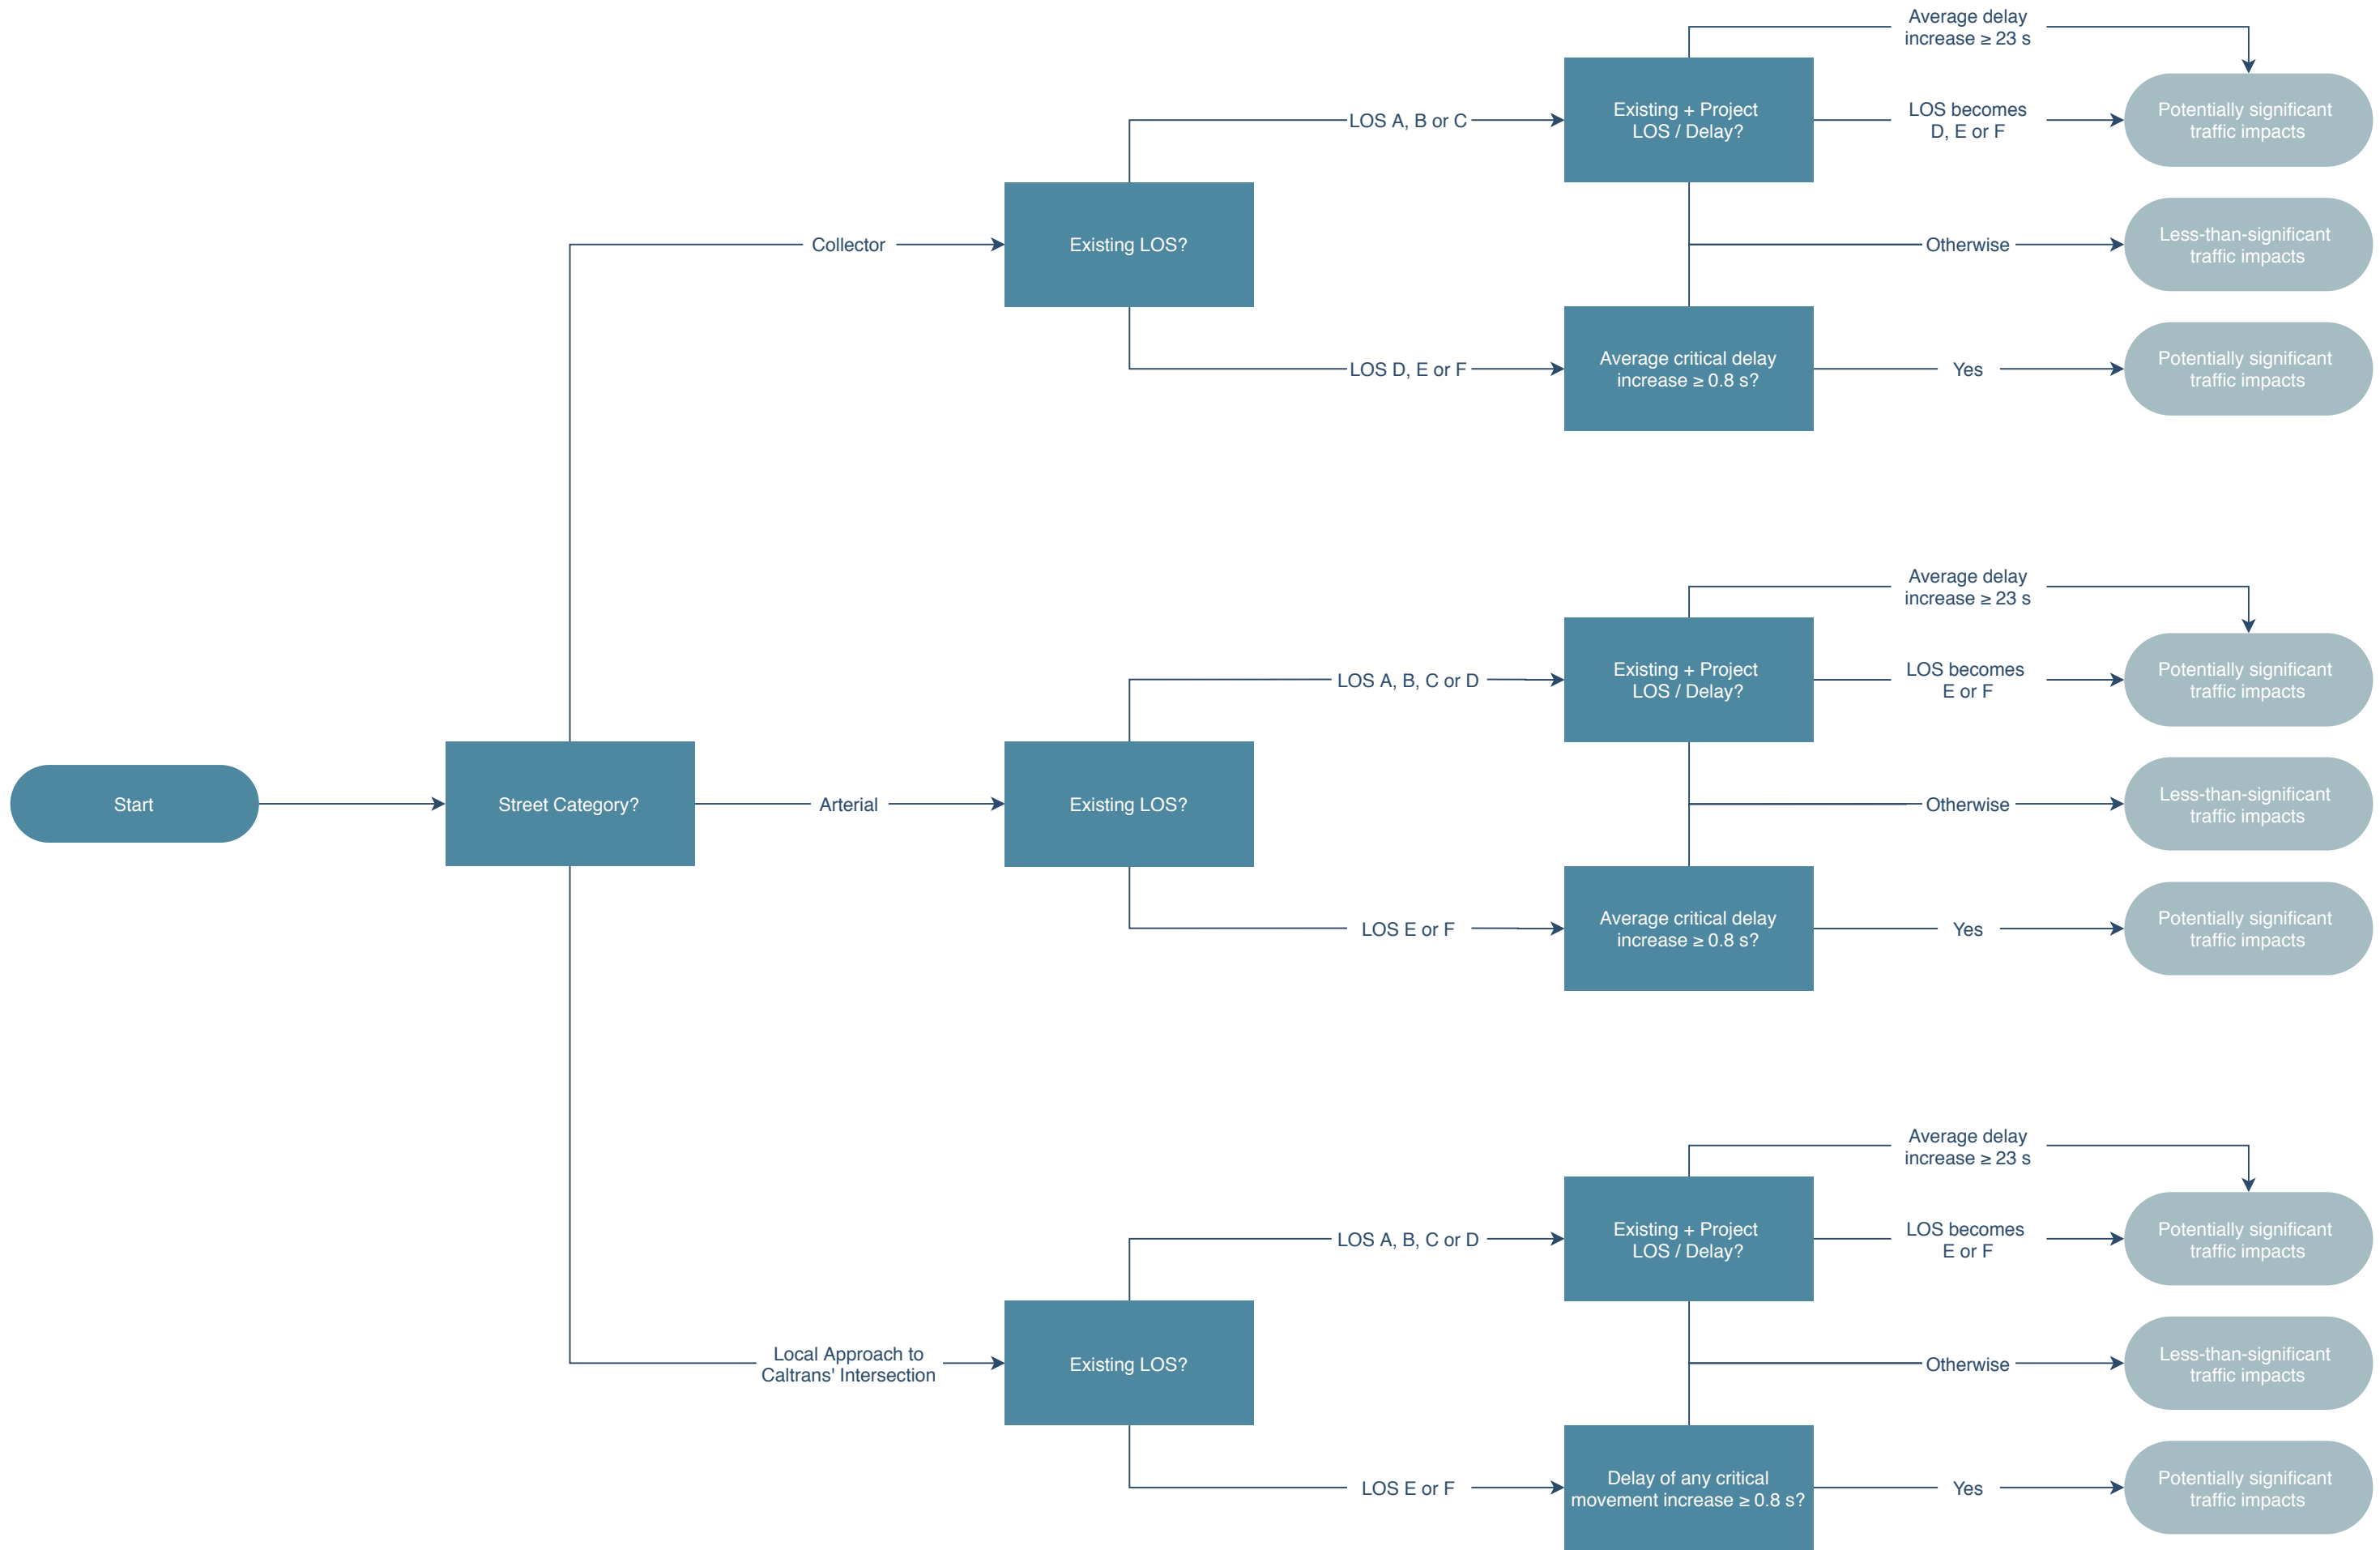 Start
Street Category?
Collector
Existing LOS?
LOS A, B or C
Existing + Project
LOS / Delay?
Average delay
increase ≥ 23 s
LOS becomes
D, E or F
Potentially significant
traffic impacts
Otherwise
Less-than-significant
traffic impacts
LOS D, E or F
Average critical delay
increase ≥ 0.8 s?
Yes
Potentially significant
traffic impacts
Arterial
Existing LOS?
LOS A, B, C or D
Existing + Project
LOS / Delay?
Average delay
increase ≥ 23 s
LOS becomes
E or F
Potentially significant
traffic impacts
Otherwise
Less-than-significant
traffic impacts
LOS E or F
Average critical delay
increase ≥ 0.8 s?
Yes
Potentially significant
traffic impacts
Local Approach to
Caltrans' Intersection
Existing LOS?
LOS A, B, C or D
Existing + Project
LOS / Delay?
Average delay
increase ≥ 23 s
LOS becomes
E or F
Potentially significant
traffic impacts
Otherwise
Less-than-significant
traffic impacts
LOS E or F
Delay of any critical
movement increase ≥ 0.8 s?
Yes
Potentially significant
traffic impacts